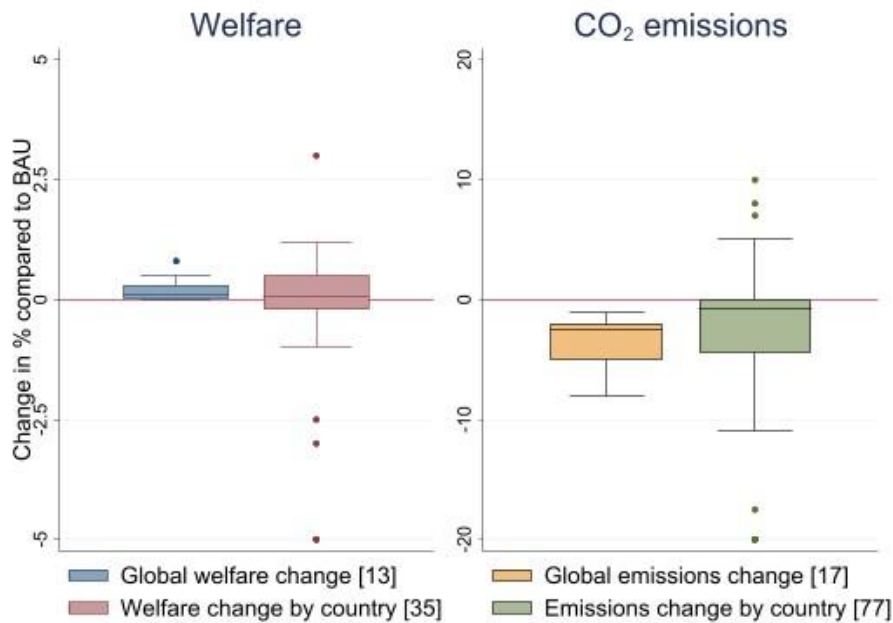 Welfare
CO₂ emissions
Change in % compared to BAU
5
2.5
0
-2.5
-5
20
10
0
-10
-20
Global welfare change [13]
Welfare change by country [35]
Global emissions change [17]
Emissions change by country [77]